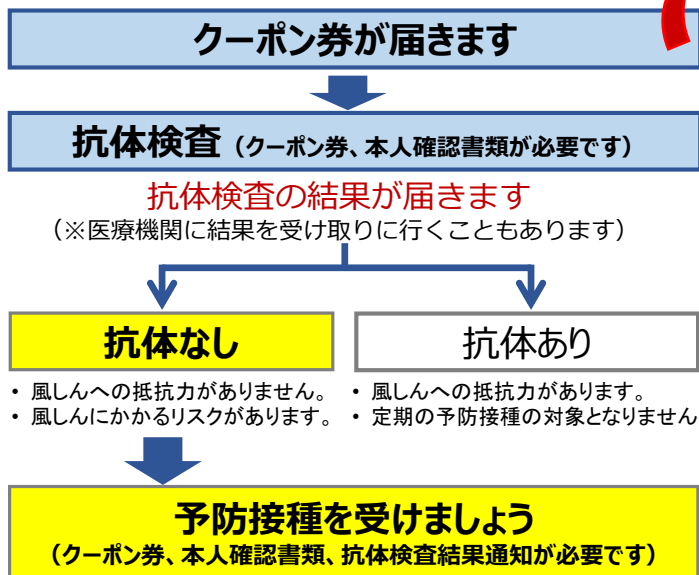 クーポン券が届きます
抗体検査（クーポン券、本人確認書類が必要です）
抗体検査の結果が届きます
（※医療機関に結果を受け取りに行くこともあります）
抗体なし
・ 風しんへの抵抗力がありません。
・ 風しんにかかるリスクがあります。
抗体あり
・ 風しんへの抵抗力があります。
・ 定期の予防接種の対象となりません
予防接種を受けましょう
（クーポン券、本人確認書類、抗体検査結果通知が必要です）